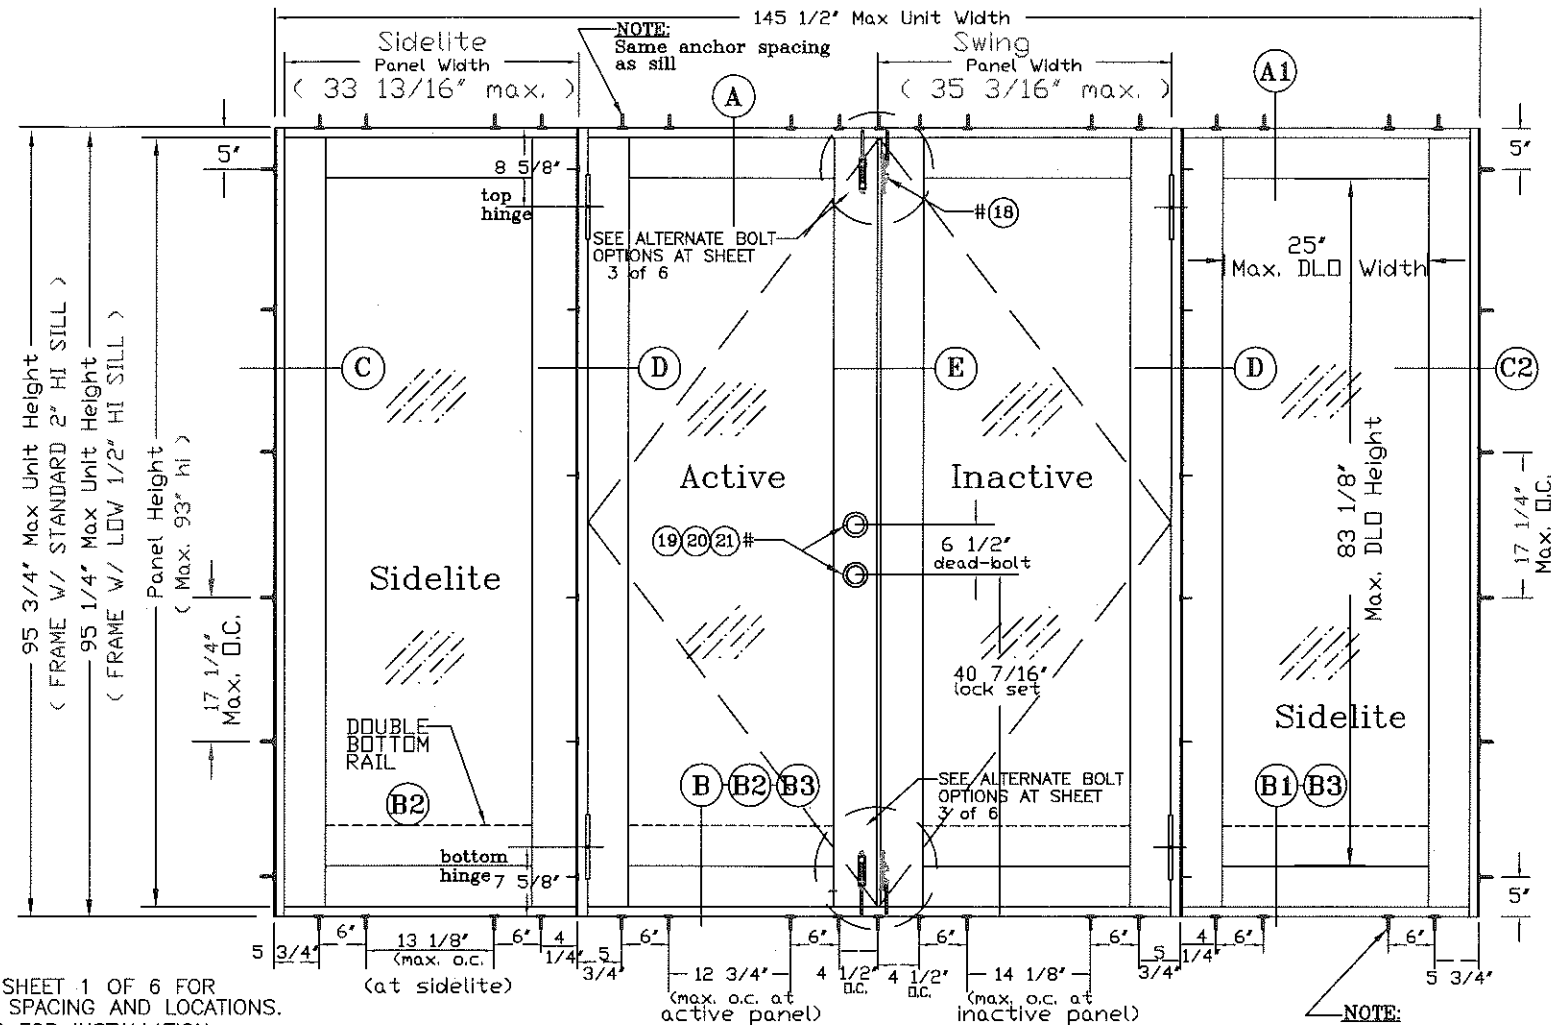 145 1/2" Max Unit Width
NOTE:
Same anchor spacing
as sill
Sidelite
Panel Width
( 33 13/16" max. )
Swing
Panel Width
( 35 3/16" max. )
A
A1
5"
5"
8 5/8"
top
hinge
#18
SEE ALTERNATE BOLT
OPTIONS AT SHEET
3 of 6
25"
Max. DLO Width
C
D
E
D
C2
95 3/4" Max Unit Height
( FRAME W/ STANDARD 2" HI SILL )
95 1/4" Max Unit Height
( FRAME W/ LOW 1/2" HI SILL )
Panel Height
( Max. 93" hi )
17 1/4"
Max. O.C.
Active
Inactive
83 1/8"
Max. DLO Height
17 1/4"
Max. O.C.
19 20 21 #
6 1/2"
dead-bolt
Sidelite
40 7/16"
lock set
Sidelite
DOUBLE
BOTTOM
RAIL
B2
B B2 B3
SEE ALTERNATE BOLT
OPTIONS AT SHEET
3 of 6
B1 B3
bottom
hinge 7 5/8"
5"
5 3/4"
6"
13 1/8"
(max. o.c.
(at sidelite)
6"
4 1/4"
5 3/4"
6"
12 3/4"
(max. o.c. at
active panel)
6"
4 1/2"
O.C.
4 1/2"
O.C.
6"
14 1/8"
(max. o.c. at
inactive panel)
6"
5 3/4"
4 1/4"
6"
6"
5 3/4"
SHEET 1 OF 6 FOR
SPACING AND LOCATIONS.
NOTE: